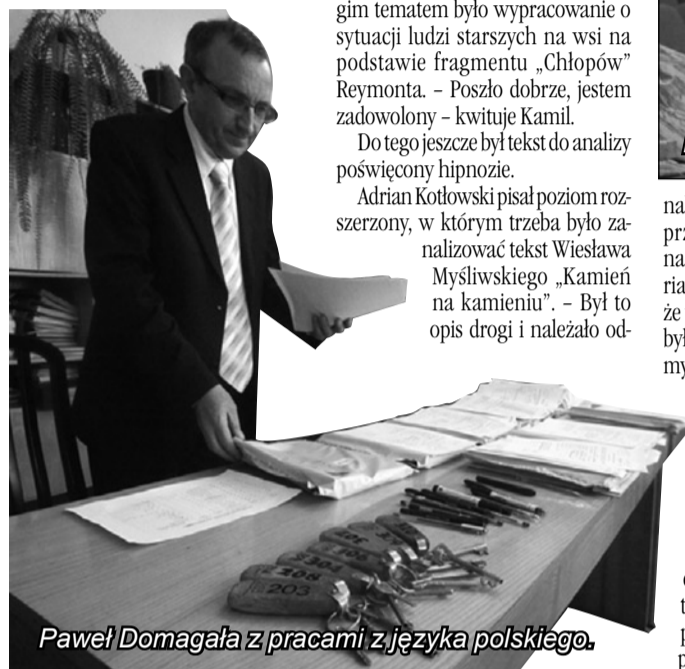 gim tematem było wypracowanie o
sytuacji ludzi starszych na wsi na
podstawie fragmentu „Chłopów”
Reymonta. – Poszło dobrze, jestem
zadowolony – kwituje Kamil.
Do tego jeszcze był tekst do analizy
poświęcony hipnozie.
Adrian Kotłowski pisał poziom roz-
szerzony, w którym trzeba było za-
nalizować tekst Wiesława
Myśliwskiego „Kamień
na kamieniu”. – Był to
opis drogi i należało od-
na
prz
na
ria
że
był
my
208
203
Paweł Domagała z pracami z języka polskiego.